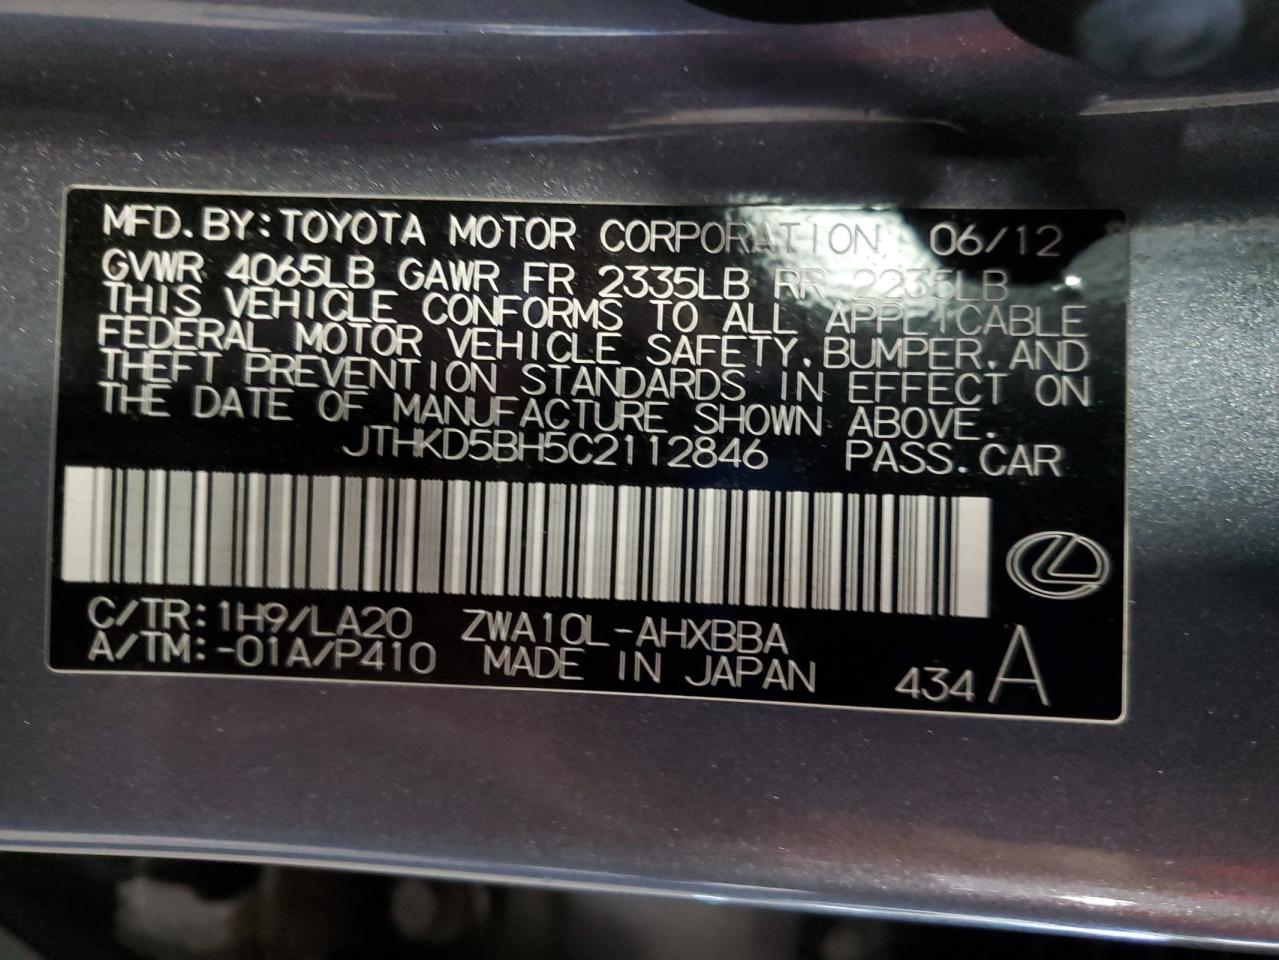 MFD.BY:TOYOTA MOTOR CORPORATION 06/12
GVWR 4065LB GAWR FR 2335LB RR 2235LB
THIS VEHICLE CONFORMS TO ALL APPLICABLE
FEDERAL MOTOR VEHICLE SAFETY,BUMPER,AND
THEFT PREVENTION STANDARDS IN EFFECT ON
THE DATE OF MANUFACTURE SHOWN ABOVE.
JTHKD5BH5C2112846 PASS.CAR
C/TR:1H9/LA20 ZWA10L-AHXBBA
A/TM:-01A/P410 MADE IN JAPAN 434 A